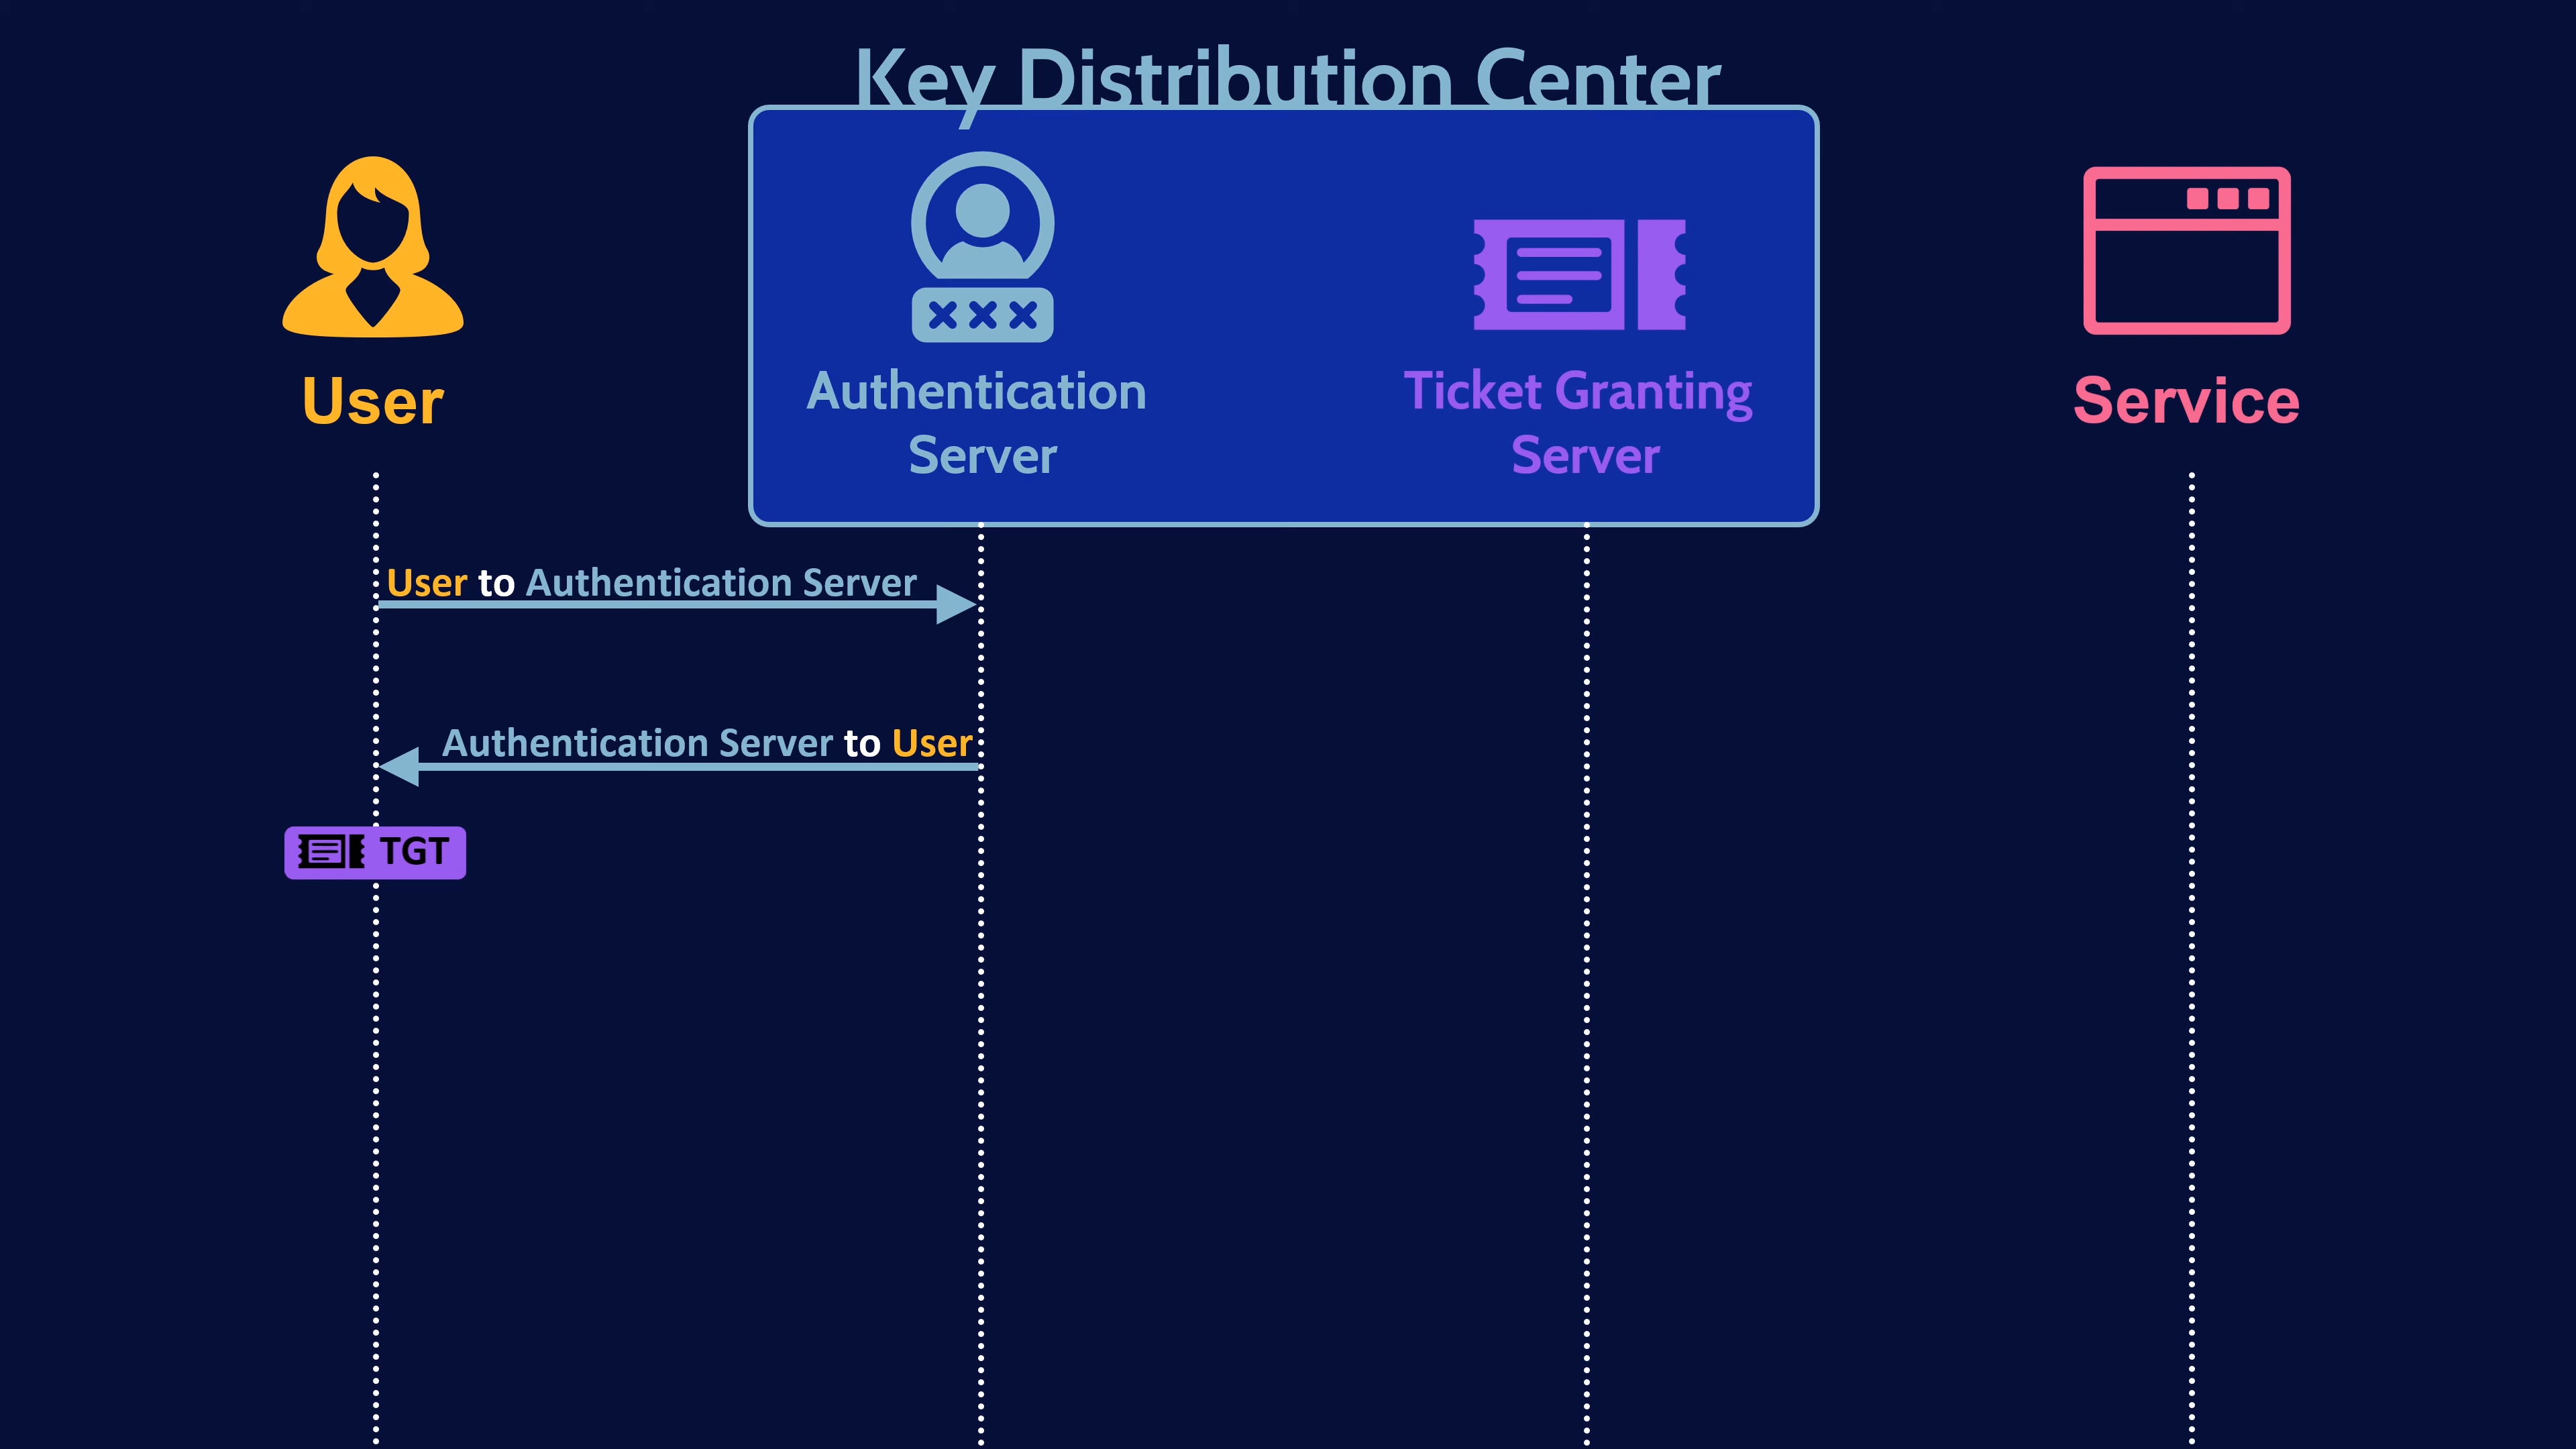 Key Distribution Center
User
Authentication
Server
Ticket Granting
Server
Service
User to Authentication Server
Authentication Server to User
TGT